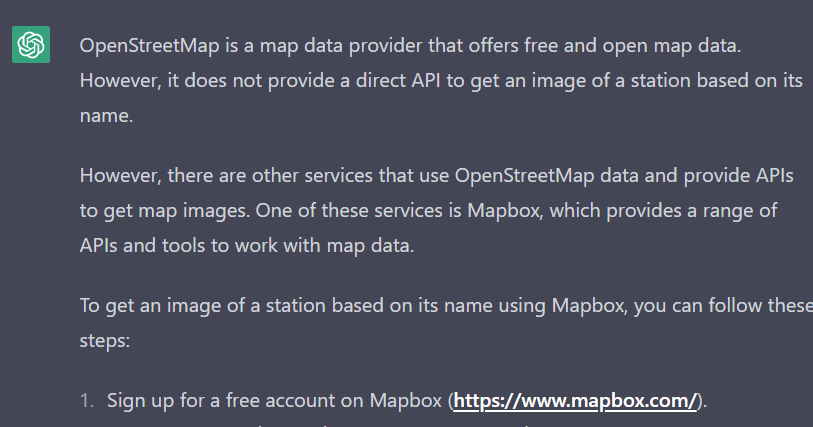 OpenStreetMap is a map data provider that offers free and open map data.
However, it does not provide a direct API to get an image of a station based on its
name.
However, there are other services that use OpenStreetMap data and provide APIs
to get map images. One of these services is Mapbox, which provides a range of
APIs and tools to work with map data.
To get an image of a station based on its name using Mapbox, you can follow these
steps:
1. Sign up for a free account on Mapbox (https://www.mapbox.com/).